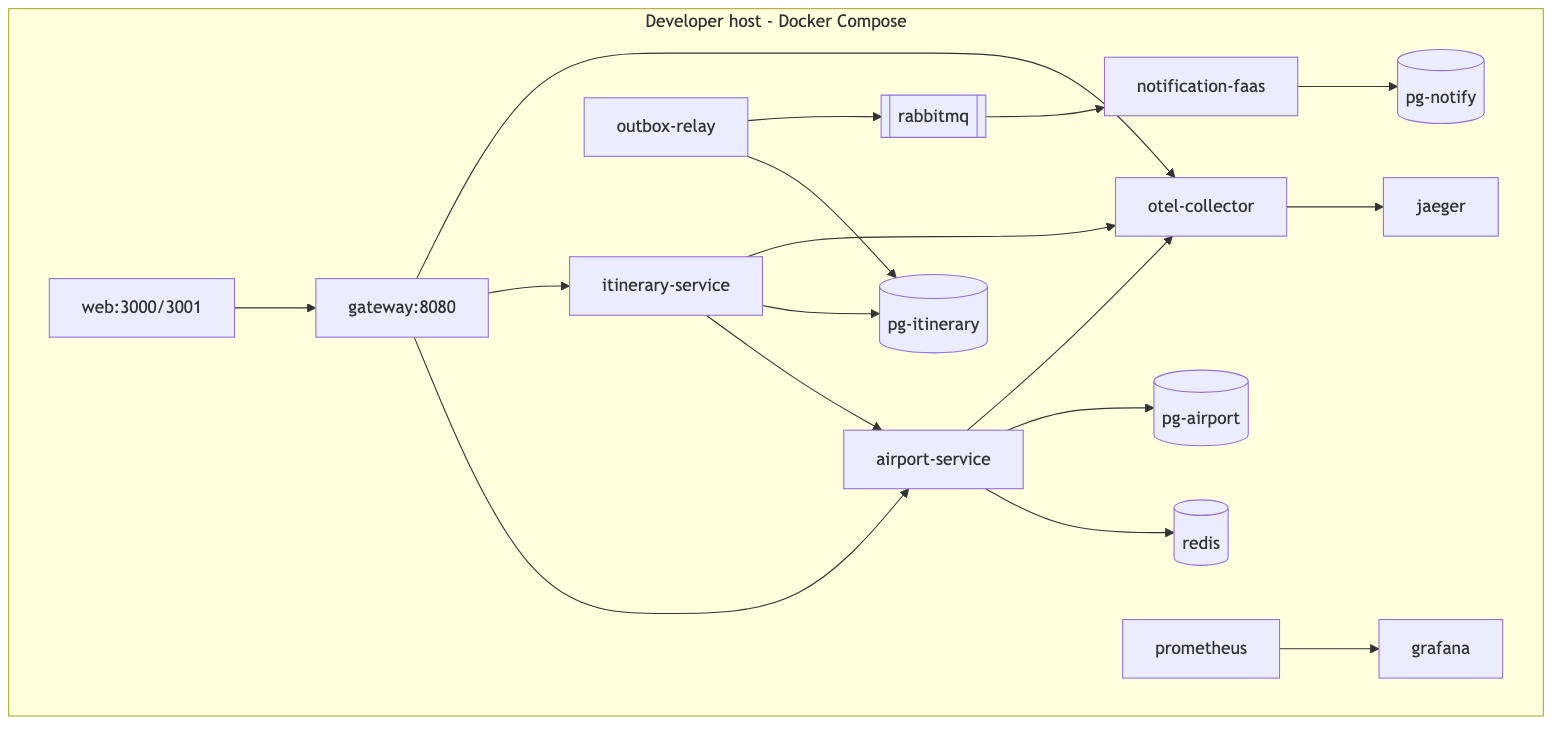 Developer host - Docker Compose
notification-faas
pg-notify
outbox-relay
rabbitmq
otel-collector
jaeger
web:3000/3001
gateway:8080
itinerary-service
pg-itinerary
pg-airport
airport-service
redis
prometheus
grafana